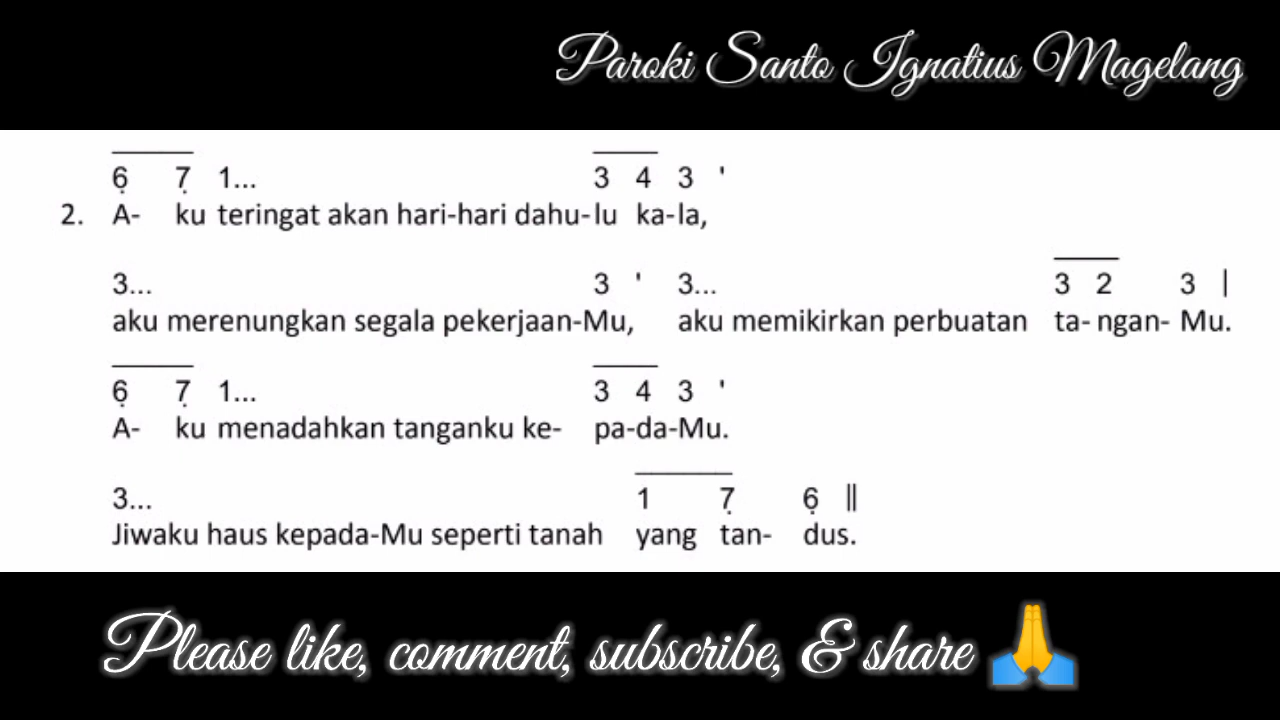 Paroki Santo Ignatius Magelang
6̣ 7̣ 1... 3 4 3 '
2. A- ku teringat akan hari-hari dahu-lu ka-la,
3... 3 ' 3... 3 2 3 |
aku merenungkan segala pekerjaan-Mu, aku memikirkan perbuatan ta- ngan- Mu.
6̣ 7̣ 1... 3 4 3 '
A- ku menadahkan tanganku ke- pa-da-Mu.
3... 1 7̣ 6̣ ||
Jiwaku haus kepada-Mu seperti tanah yang tan- dus.
Please like, comment, subscribe, & share 🙏